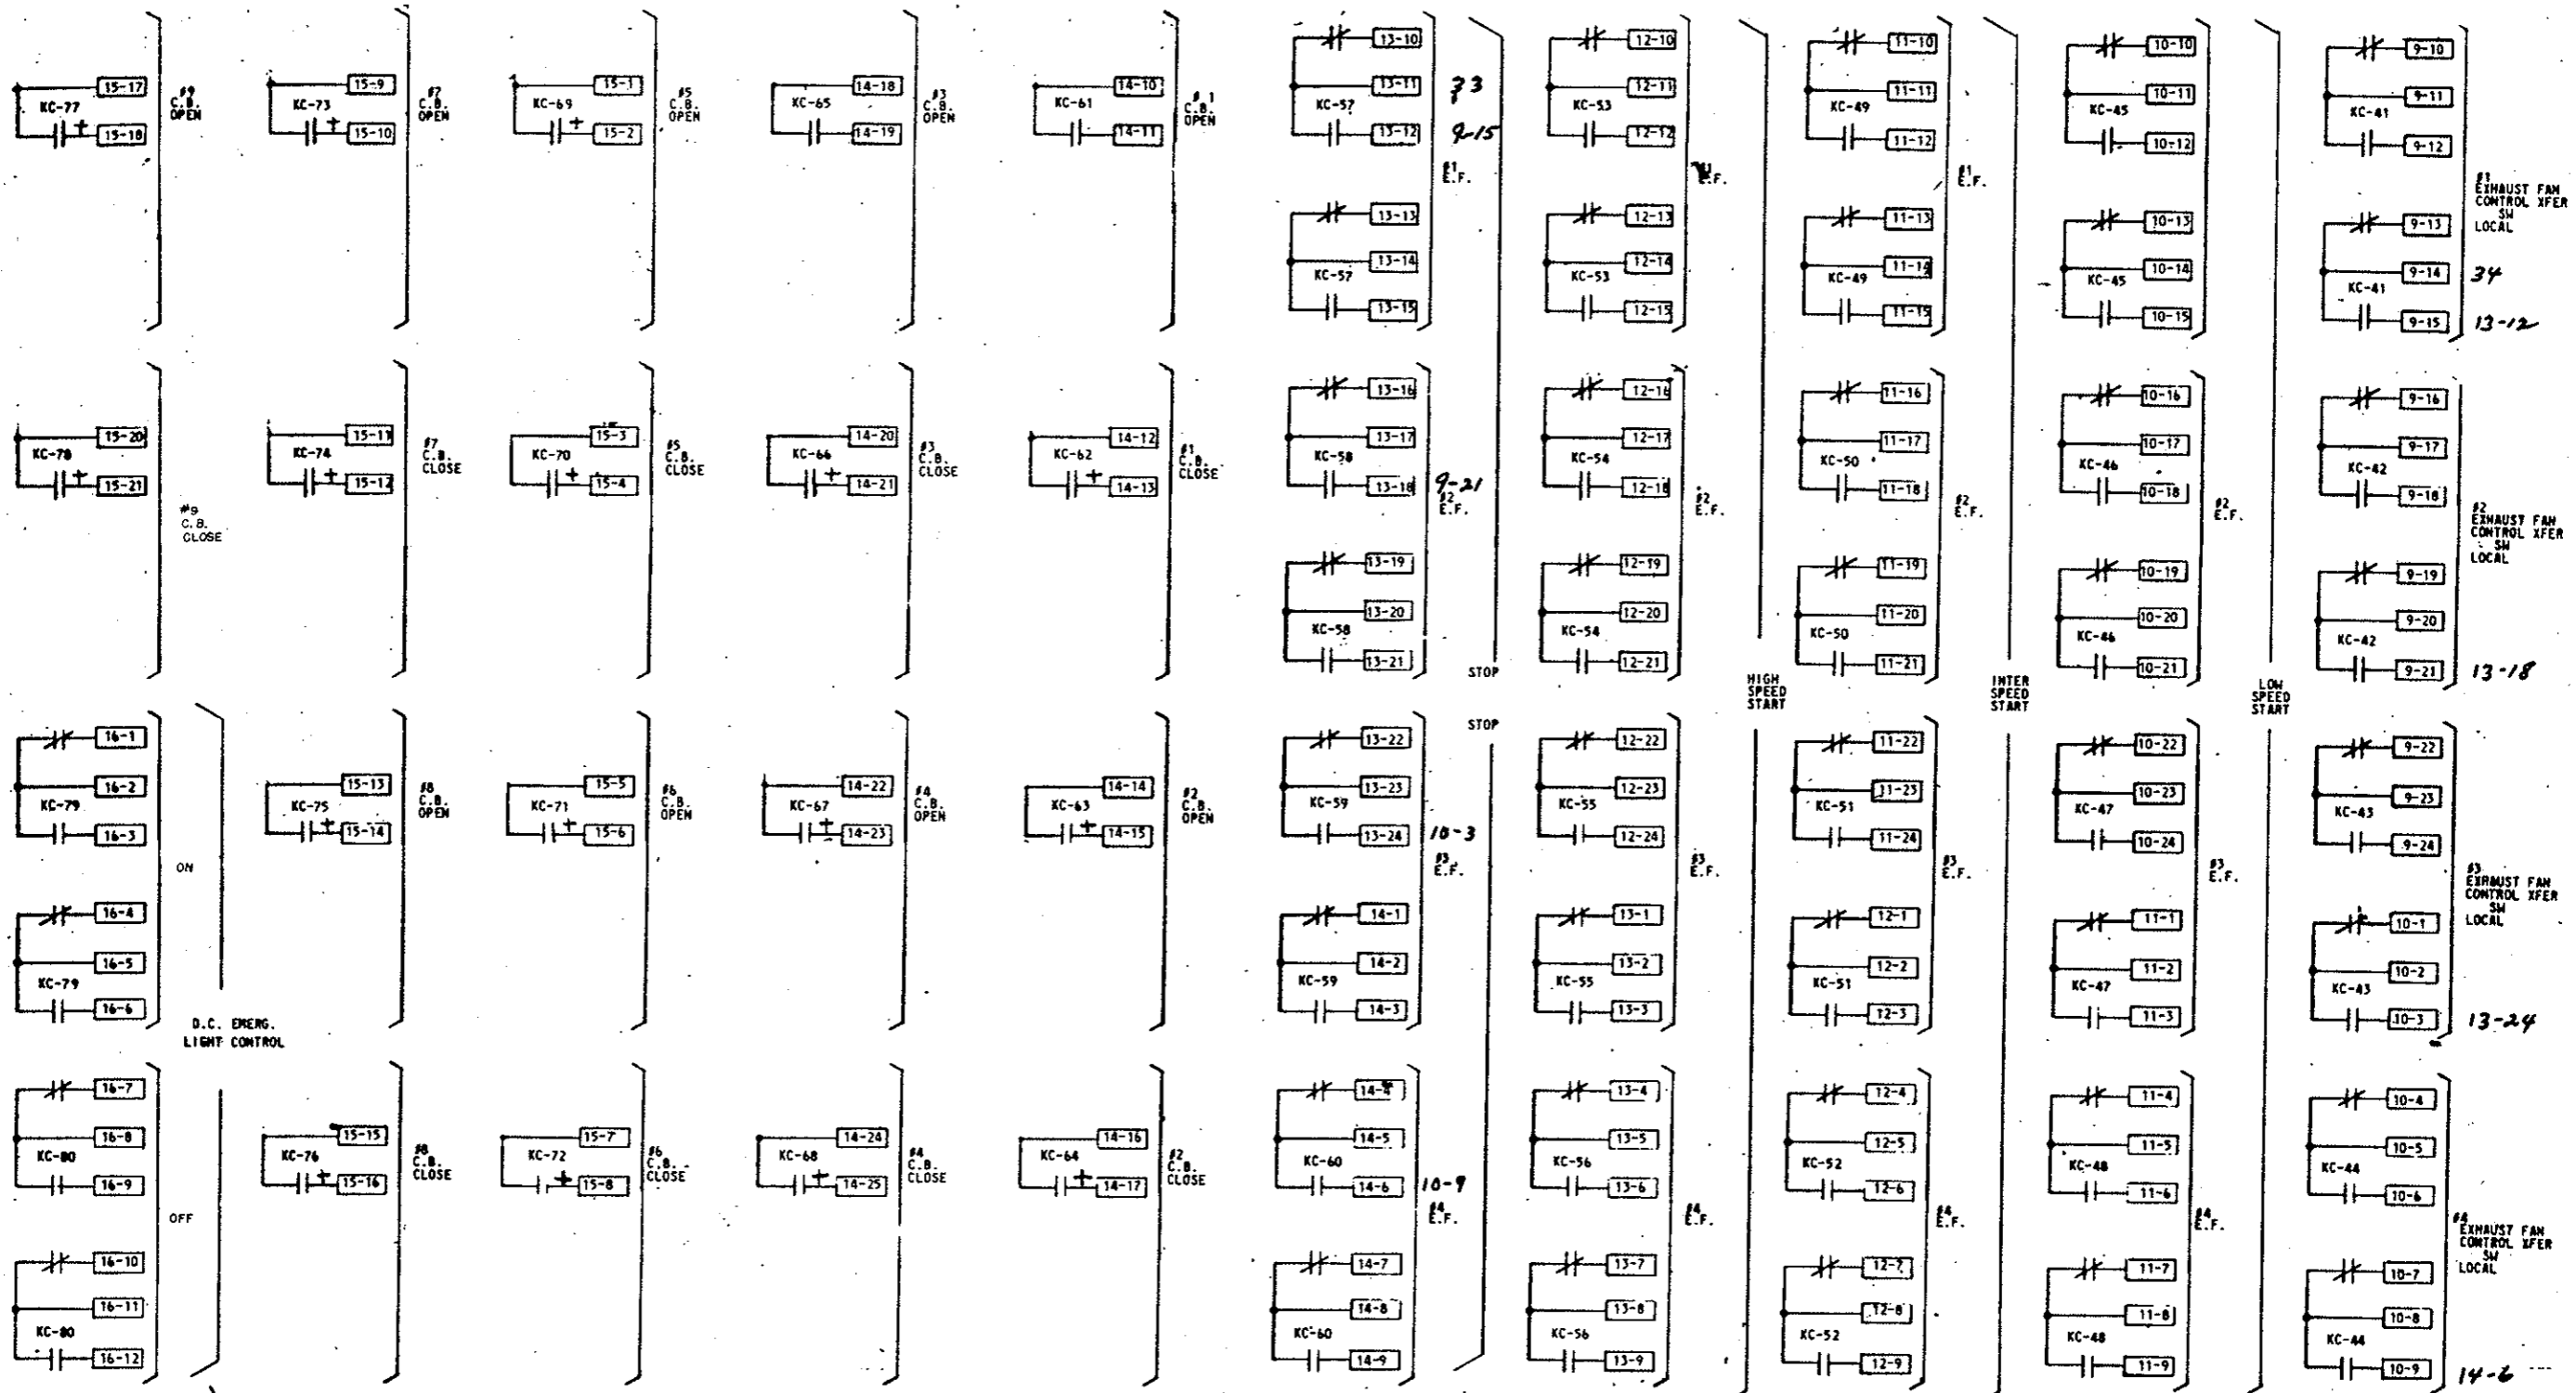 15-17
KC-77
15-18
#9
C.B.
OPEN
15-9
KC-73
15-10
#7
C.B.
OPEN
15-1
KC-69
15-2
#5
C.B.
OPEN
14-18
KC-65
14-19
#3
C.B.
OPEN
14-10
KC-61
14-11
#1
C.B.
OPEN
13-10
13-11
33
KC-57
13-12
9-15
#1
E.F.
13-13
13-14
KC-57
13-15
12-10
12-11
KC-53
12-12
E.F.
12-13
12-14
KC-53
12-15
11-10
11-11
KC-49
11-12
#1
E.F.
11-13
11-14
KC-49
11-15
10-10
10-11
KC-45
10-12
10-13
10-14
KC-45
10-15
9-10
9-11
KC-41
9-12
#1
EXHAUST FAN
CONTROL XFER
SW
LOCAL
9-13
9-14
34
KC-41
9-15
13-12
15-20
KC-78
15-21
#9
C.B.
CLOSE
15-11
KC-74
15-12
#7
C.B.
CLOSE
15-3
KC-70
15-4
#5
C.B.
CLOSE
14-20
KC-66
14-21
#3
C.B.
CLOSE
14-12
KC-62
14-13
#1
C.B.
CLOSE
13-16
13-17
KC-58
13-18
9-21
#2
E.F.
13-19
13-20
KC-58
13-21
STOP
12-16
12-17
KC-54
12-18
#2
E.F.
12-19
12-20
KC-54
12-21
HIGH
SPEED
START
11-16
11-17
KC-50
11-18
#2
E.F.
11-19
11-20
KC-50
11-21
INTER
SPEED
START
10-16
10-17
KC-46
10-18
#2
E.F.
10-19
10-20
KC-46
10-21
LOW
SPEED
START
9-16
9-17
KC-42
9-18
#2
EXHAUST FAN
CONTROL XFER
SW
LOCAL
9-19
9-20
KC-42
9-21
13-18
16-1
16-2
KC-79
16-3
ON
16-4
16-5
KC-79
16-6
D.C. EMERG.
LIGHT CONTROL
15-13
KC-75
15-14
#8
C.B.
OPEN
15-5
KC-71
15-6
#6
C.B.
OPEN
14-22
KC-67
14-23
#4
C.B.
OPEN
14-14
KC-63
14-15
#2
C.B.
OPEN
STOP
13-22
13-23
KC-59
13-24
10-3
#3
E.F.
14-1
14-2
KC-59
14-3
12-22
12-23
KC-55
12-24
#3
E.F.
13-1
13-2
KC-55
13-3
11-22
11-23
KC-51
11-24
#3
E.F.
12-1
12-2
KC-51
12-3
10-22
10-23
KC-47
10-24
#3
E.F.
11-1
11-2
KC-47
11-3
9-22
9-23
KC-43
9-24
#3
EXHAUST FAN
CONTROL XFER
SW
LOCAL
10-1
10-2
KC-43
10-3
13-24
16-7
16-8
KC-80
16-9
OFF
16-10
16-11
KC-80
16-12
15-15
KC-76
15-16
#8
C.B.
CLOSE
15-7
KC-72
15-8
#6
C.B.
CLOSE
14-24
KC-68
14-25
#4
C.B.
CLOSE
14-16
KC-64
14-17
#2
C.B.
CLOSE
14-4
14-5
KC-60
14-6
10-9
#4
E.F.
14-7
14-8
KC-60
14-9
13-4
13-5
KC-56
13-6
#4
E.F.
13-7
13-8
KC-56
13-9
12-4
12-5
KC-52
12-6
#4
E.F.
12-7
12-8
KC-52
12-9
11-4
11-5
KC-48
11-6
#4
E.F.
11-7
11-8
KC-48
11-9
10-4
10-5
KC-44
10-6
#4
EXHAUST FAN
CONTROL XFER
SW
LOCAL
10-7
10-8
KC-44
10-9
14-6